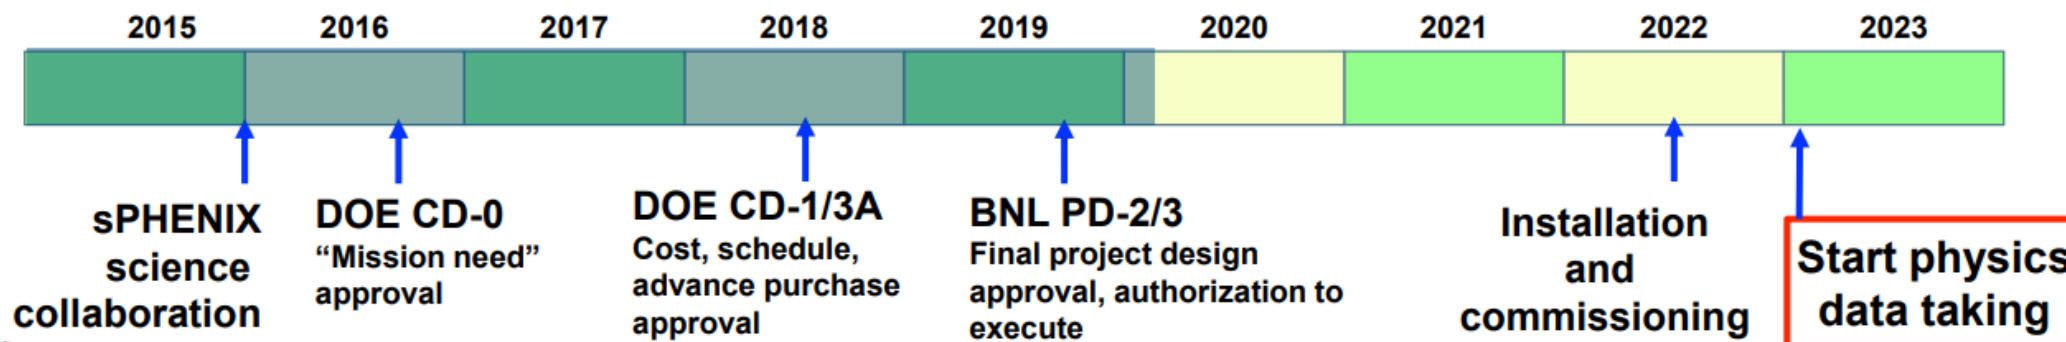 2015 2016 2017 2018 2019 2020 2021 2022 2023
sPHENIX
science
collaboration
DOE CD-0
“Mission need”
approval
DOE CD-1/3A
Cost, schedule,
advance purchase
approval
BNL PD-2/3
Final project design
approval, authorization to
execute
Installation
and
commissioning
Start physics
data taking